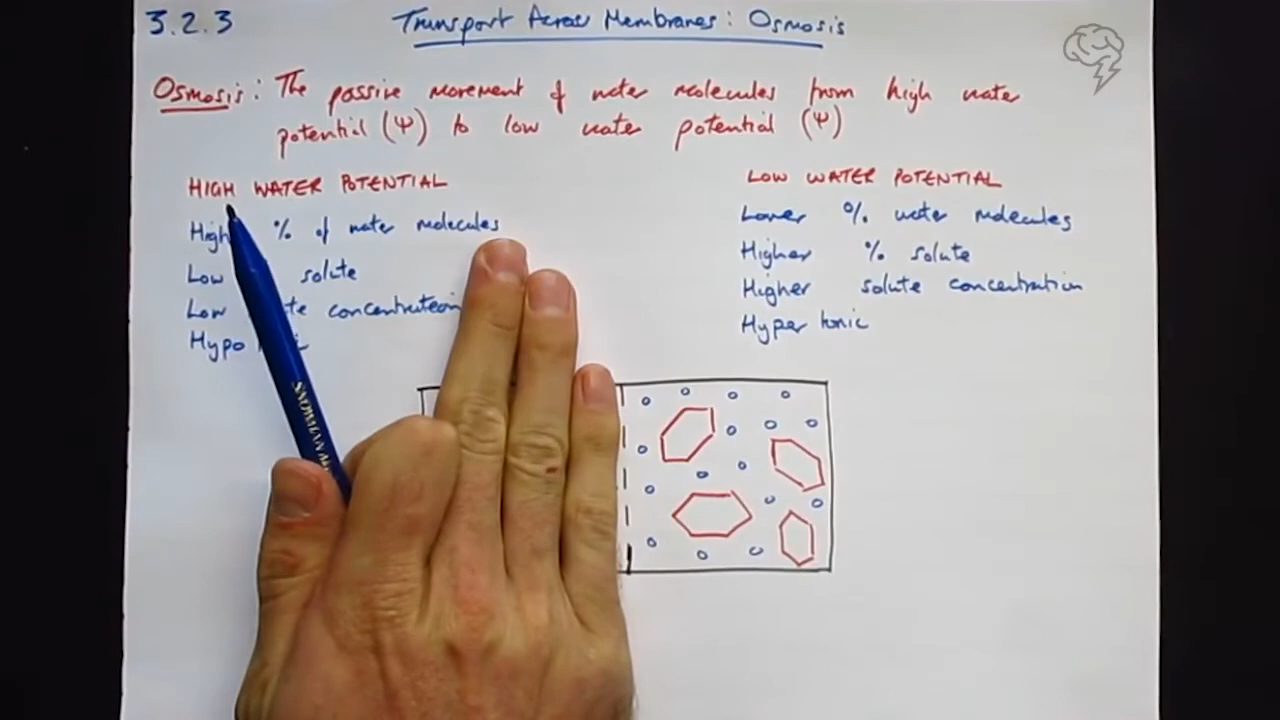 3.2.3
Transport Across Membranes: Osmosis
Osmosis: The passive movement of water molecules from high water
potential (Ψ) to low water potential (Ψ)
HIGH WATER POTENTIAL
High % of water molecules
Low solute
Low concentration
Hypo
LOW WATER POTENTIAL
Lower % water molecules
Higher % solute
Higher solute concentration
Hyper tonic